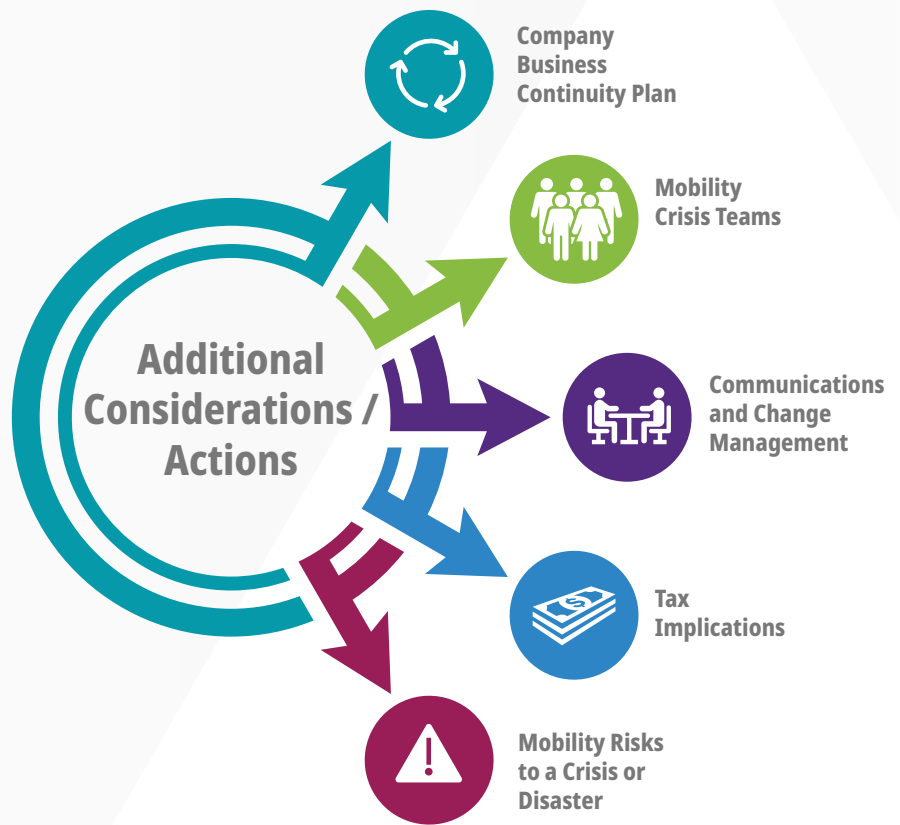 Additional
Considerations /
Actions
Company
Business
Continuity Plan
Mobility
Crisis Teams
Communications
and Change
Management
Tax
Implications
Mobility Risks
to a Crisis or
Disaster